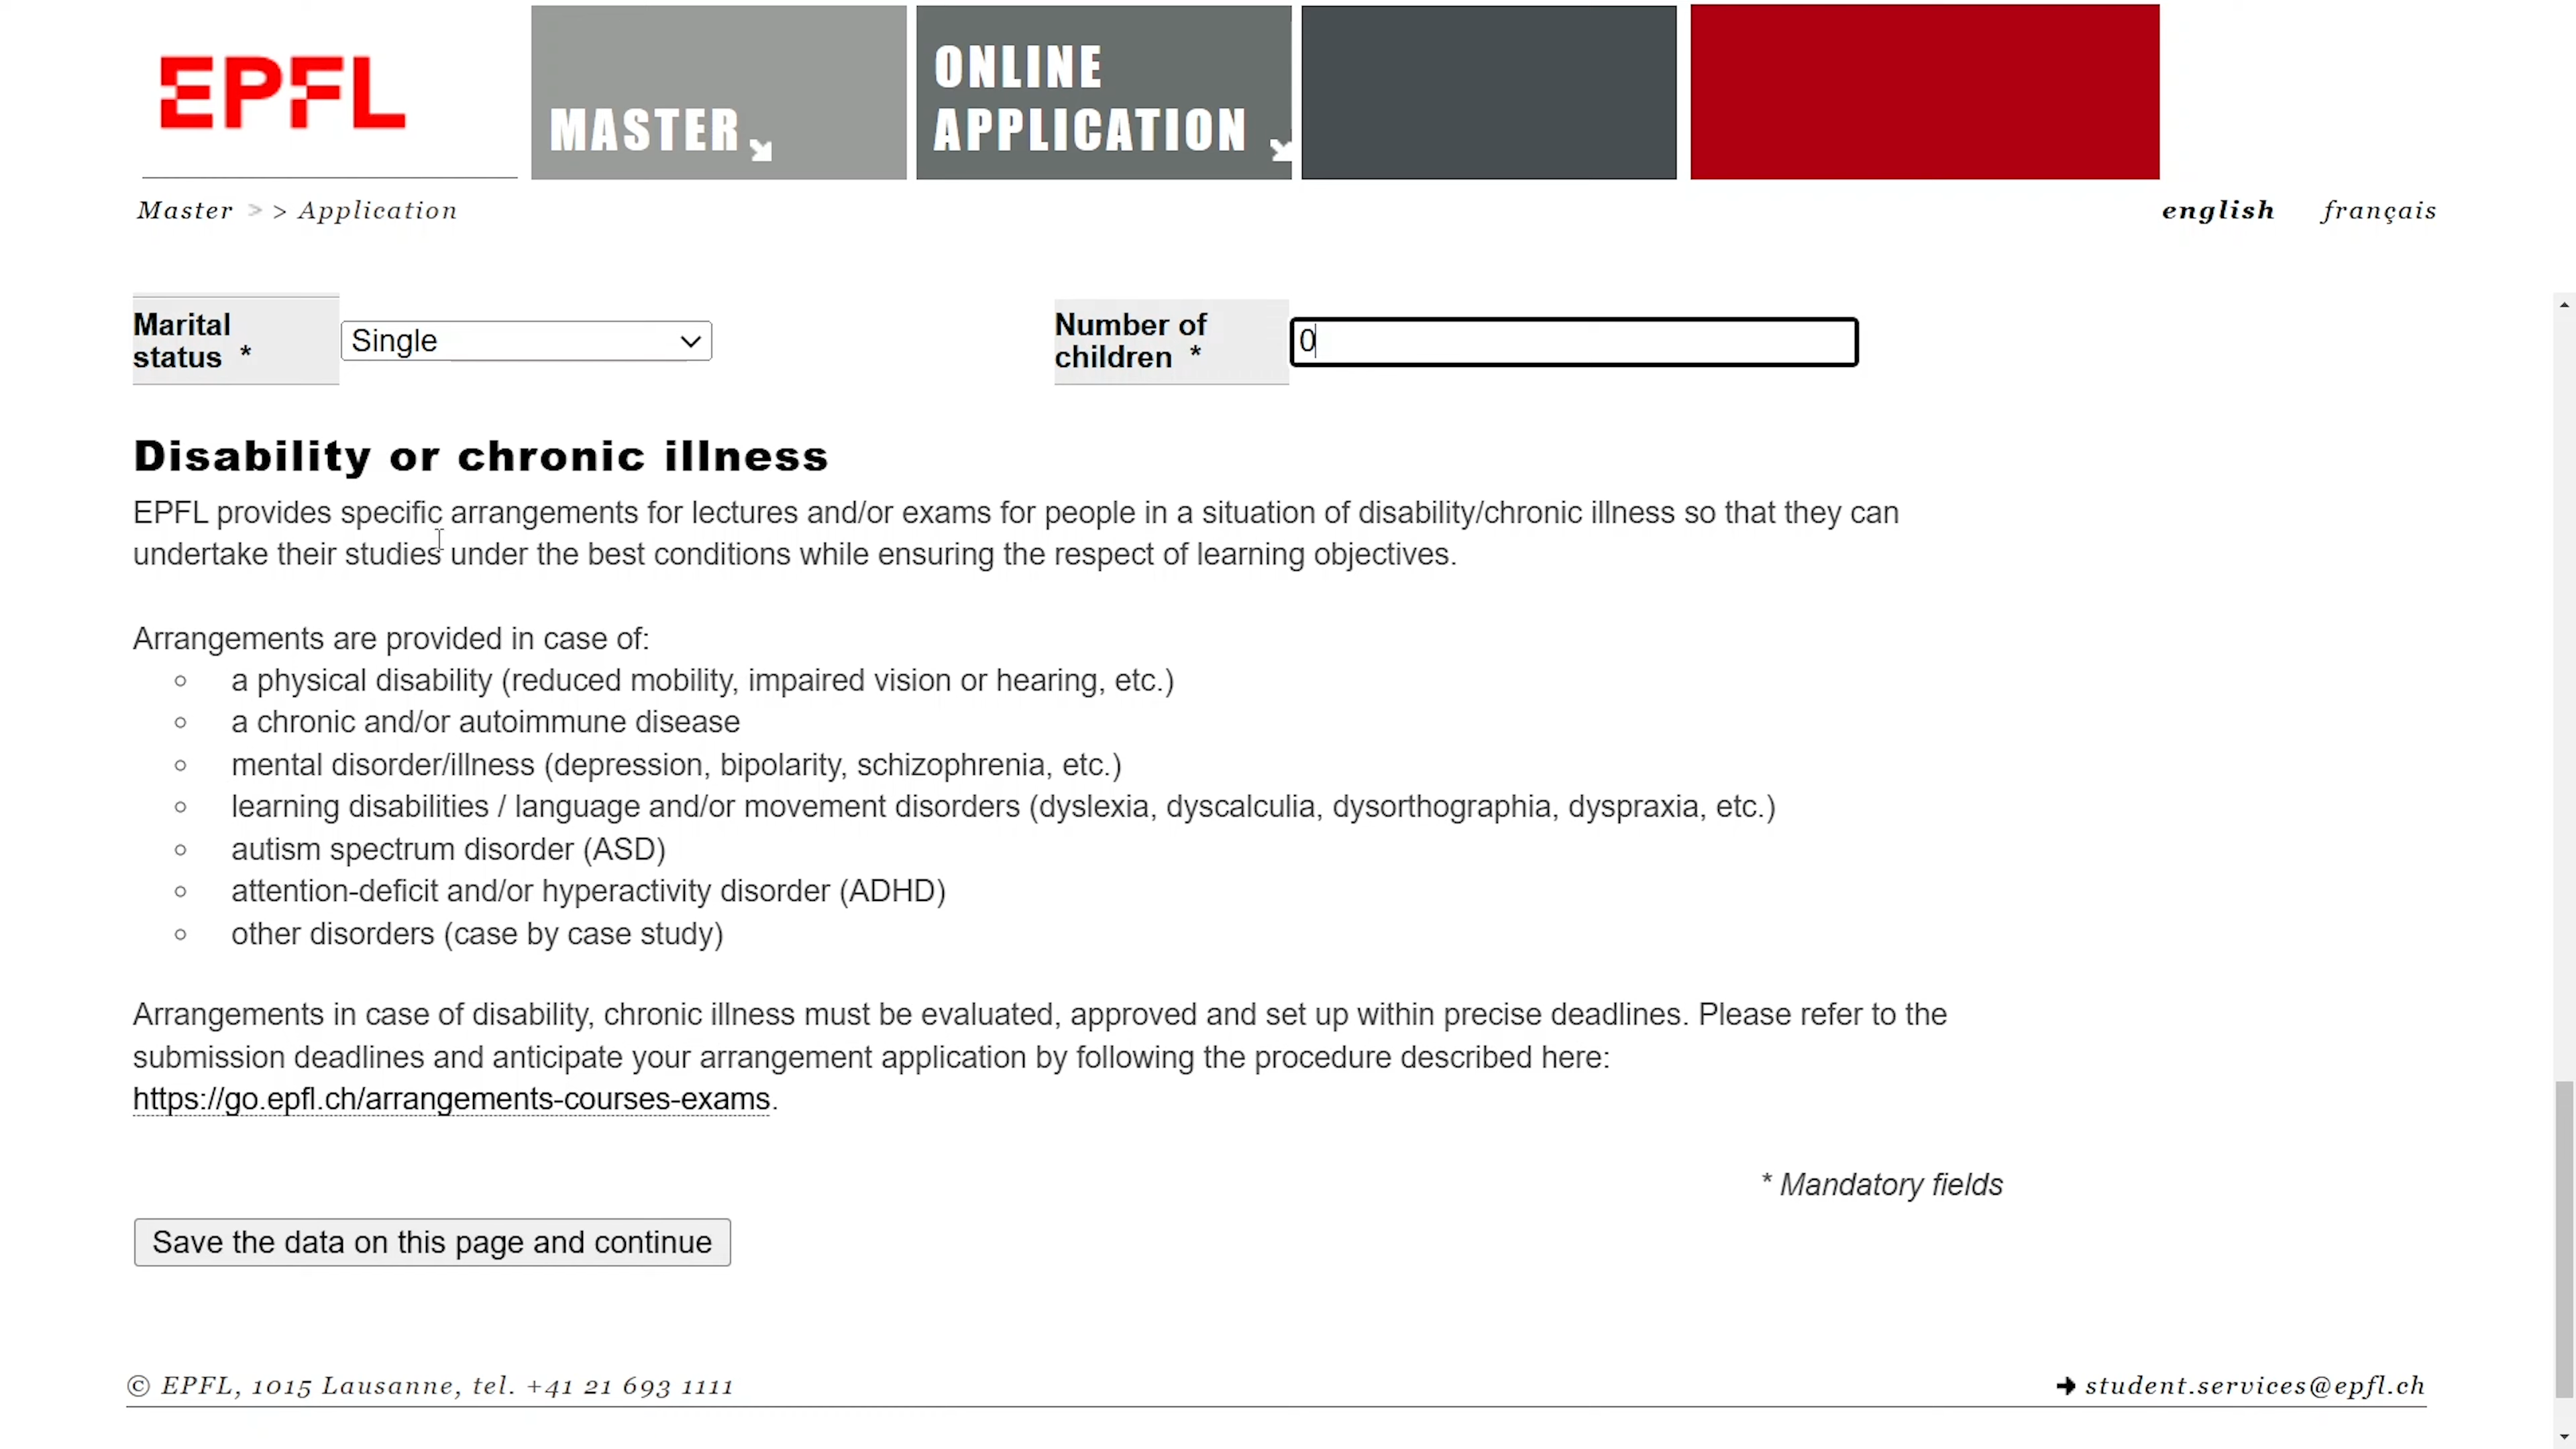 EPFL
MASTER
ONLINE
APPLICATION
Master > > Application
english français
Marital
status *
Single
Number of
children *
0
Disability or chronic illness
EPFL provides specific arrangements for lectures and/or exams for people in a situation of disability/chronic illness so that they can
undertake their studies under the best conditions while ensuring the respect of learning objectives.
Arrangements are provided in case of:
a physical disability (reduced mobility, impaired vision or hearing, etc.)
a chronic and/or autoimmune disease
mental disorder/illness (depression, bipolarity, schizophrenia, etc.)
learning disabilities / language and/or movement disorders (dyslexia, dyscalculia, dysorthographia, dyspraxia, etc.)
autism spectrum disorder (ASD)
attention-deficit and/or hyperactivity disorder (ADHD)
other disorders (case by case study)
Arrangements in case of disability, chronic illness must be evaluated, approved and set up within precise deadlines. Please refer to the
submission deadlines and anticipate your arrangement application by following the procedure described here:
https://go.epfl.ch/arrangements-courses-exams.
* Mandatory fields
Save the data on this page and continue
© EPFL, 1015 Lausanne, tel. +41 21 693 1111
student.services@epfl.ch